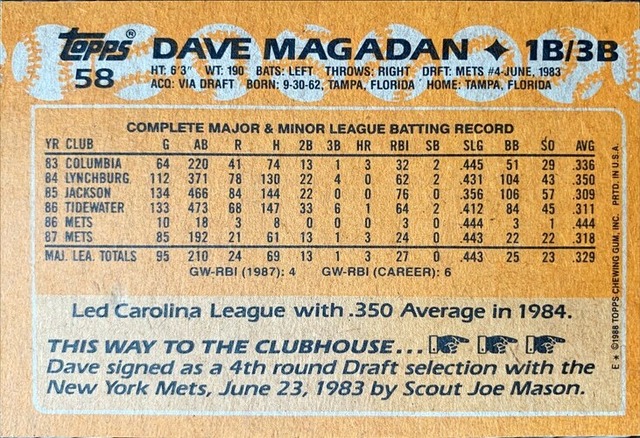 topps® DAVE MAGADAN 1B/3B
58 HT: 6'3" WT: 190 BATS: LEFT THROWS: RIGHT DRFT: METS #4-JUNE, 1983
ACQ: VIA DRAFT BORN: 9-30-62, TAMPA, FLORIDA HOME: TAMPA, FLORIDA
COMPLETE MAJOR & MINOR LEAGUE BATTING RECORD
YR CLUB G AB R H 2B 3B HR RBI SB SLG BB SO AVG
83 COLUMBIA 64 220 41 74 13 1 3 32 2 .445 51 29 .336
84 LYNCHBURG 112 371 78 130 22 4 0 62 2 .431 104 43 .350
85 JACKSON 134 466 84 144 22 0 0 76 0 .356 106 57 .309
86 TIDEWATER 133 473 68 147 33 6 1 64 2 .412 84 45 .311
86 METS 10 18 3 8 0 0 0 3 0 .444 3 1 .444
87 METS 85 192 21 61 13 1 3 24 0 .443 22 22 .318
MAJ. LEA. TOTALS 95 210 24 69 13 1 3 27 0 .443 25 23 .329
GW-RBI (1987): 4 GW-RBI (CAREER): 6
Led Carolina League with .350 Average in 1984.
THIS WAY TO THE CLUBHOUSE...
Dave signed as a 4th round Draft selection with the
New York Mets, June 23, 1983 by Scout Joe Mason.
E * ©1988 TOPPS CHEWING GUM, INC. PRTD. IN U.S.A.